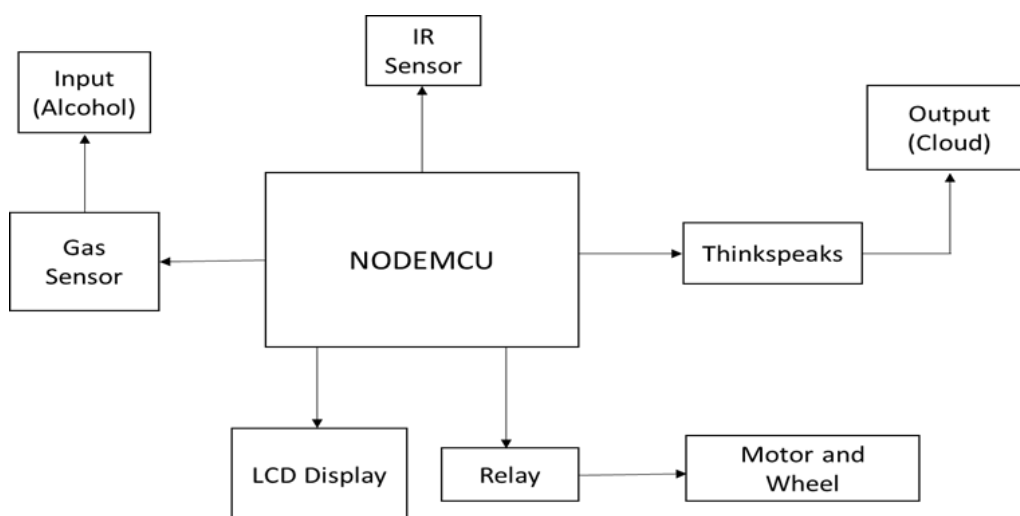 IR
Sensor
Input
(Alcohol)
Output
(Cloud)
Gas
Sensor
NODEMCU
Thinkspeaks
LCD Display
Relay
Motor and
Wheel